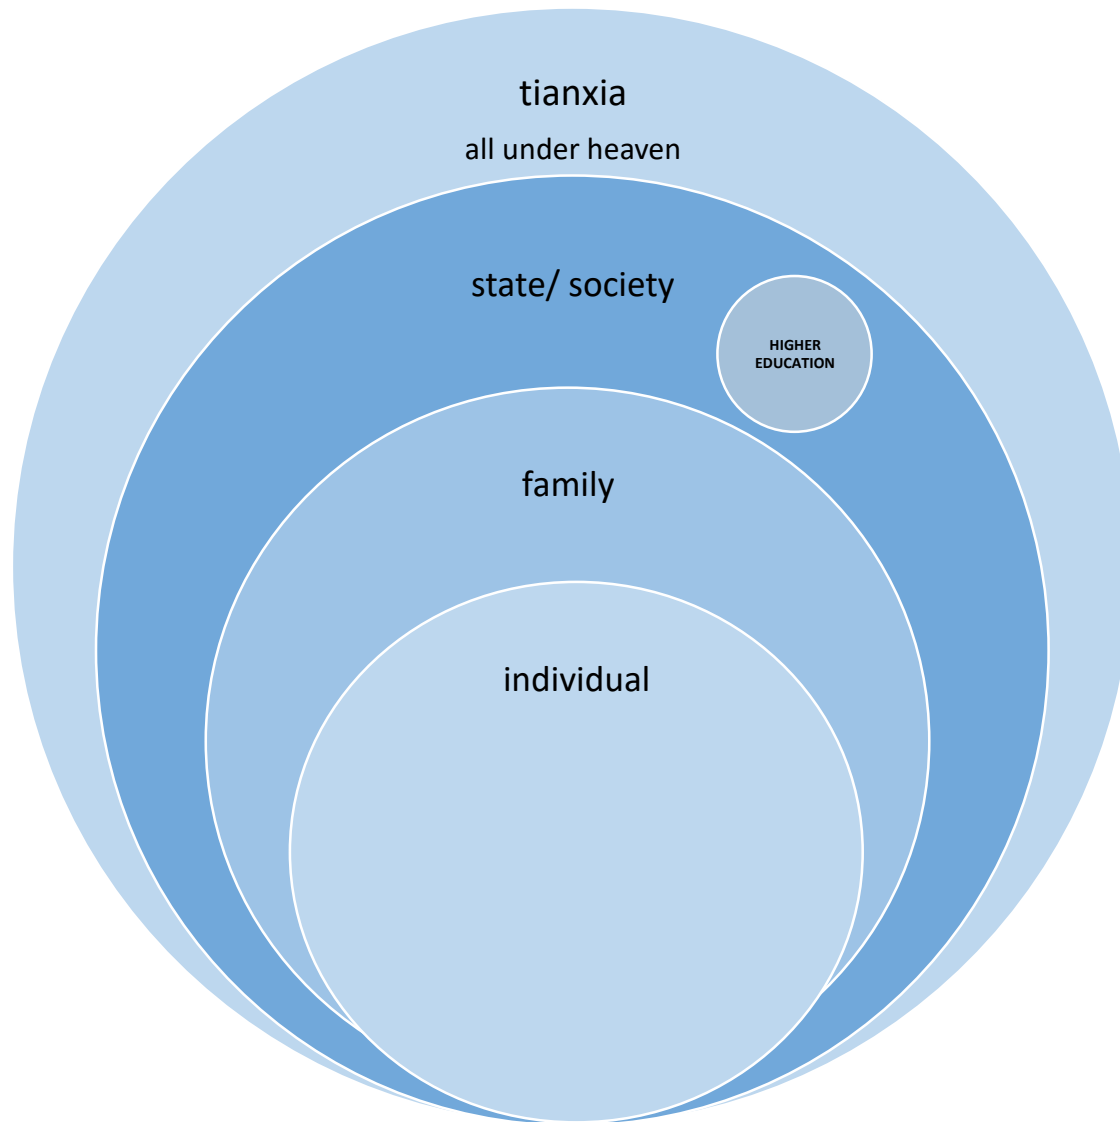 tianxia
all under heaven
state/ society
HIGHER
EDUCATION
family
individual